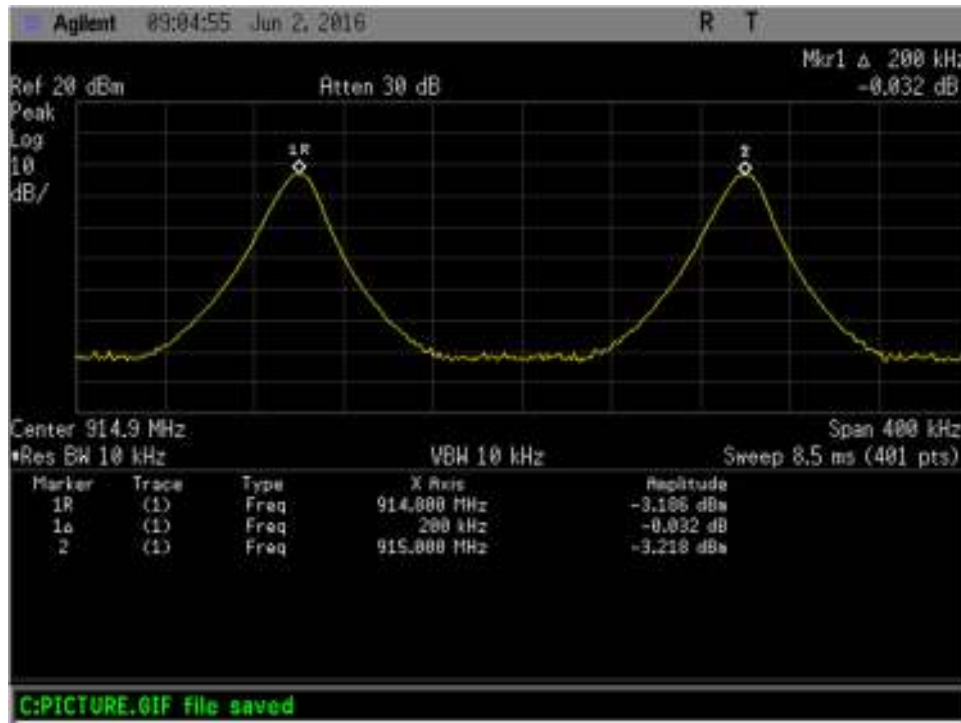 Agilent 09:04:55 Jun 2, 2016 R T
Mkr1 Δ 200 kHz
Ref 20 dBm Atten 30 dB -0.032 dB
Peak
Log
10
dB/
1R
2
Center 914.9 MHz Span 400 kHz
*Res BW 10 kHz VBW 10 kHz Sweep 8.5 ms (401 pts)
Marker Trace Type X Axis Amplitude
1R (1) Freq 914.800 MHz -3.186 dBm
1Δ (1) Freq 200 kHz -0.032 dB
2 (1) Freq 915.000 MHz -3.218 dBm
C:PICTURE.GIF file saved